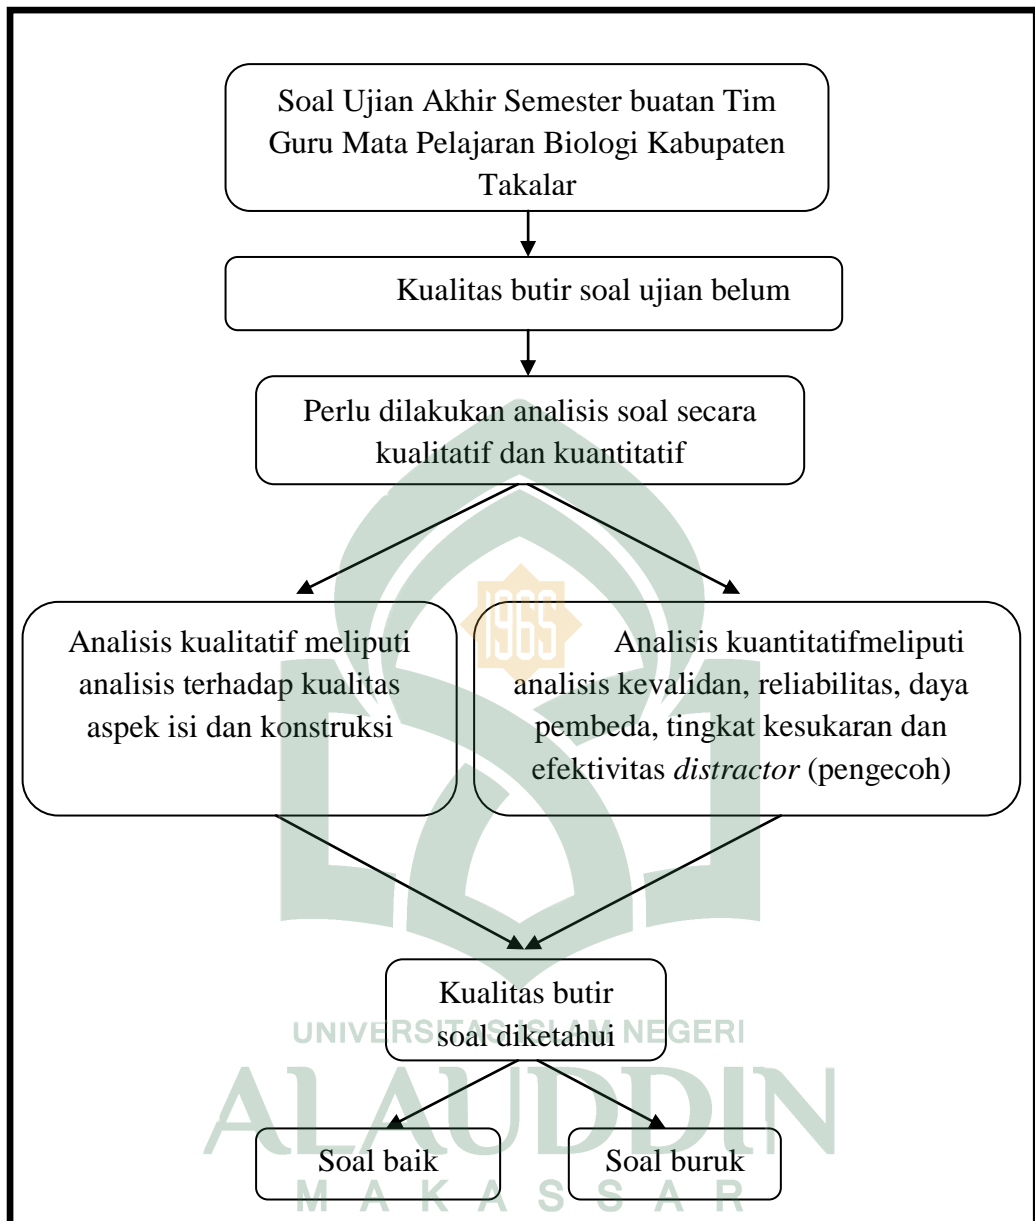 Soal Ujian Akhir Semester buatan Tim
Guru Mata Pelajaran Biologi Kabupaten
Takalar
Kualitas butir soal ujian belum
Perlu dilakukan analisis soal secara
kualitatif dan kuantitatif
1965
Analisis kualitatif meliputi
analisis terhadap kualitas
aspek isi dan konstruksi
Analisis kuantitatifmeliputi
analisis kevalidan, reliabilitas, daya
pembeda, tingkat kesukaran dan
efektivitas distractor (pengecoh)
Kualitas butir
soal diketahui
UNIVERSITAS ISLAM NEGERI
ALAUDDIN
Soal baik
Soal buruk
MAKASSAR